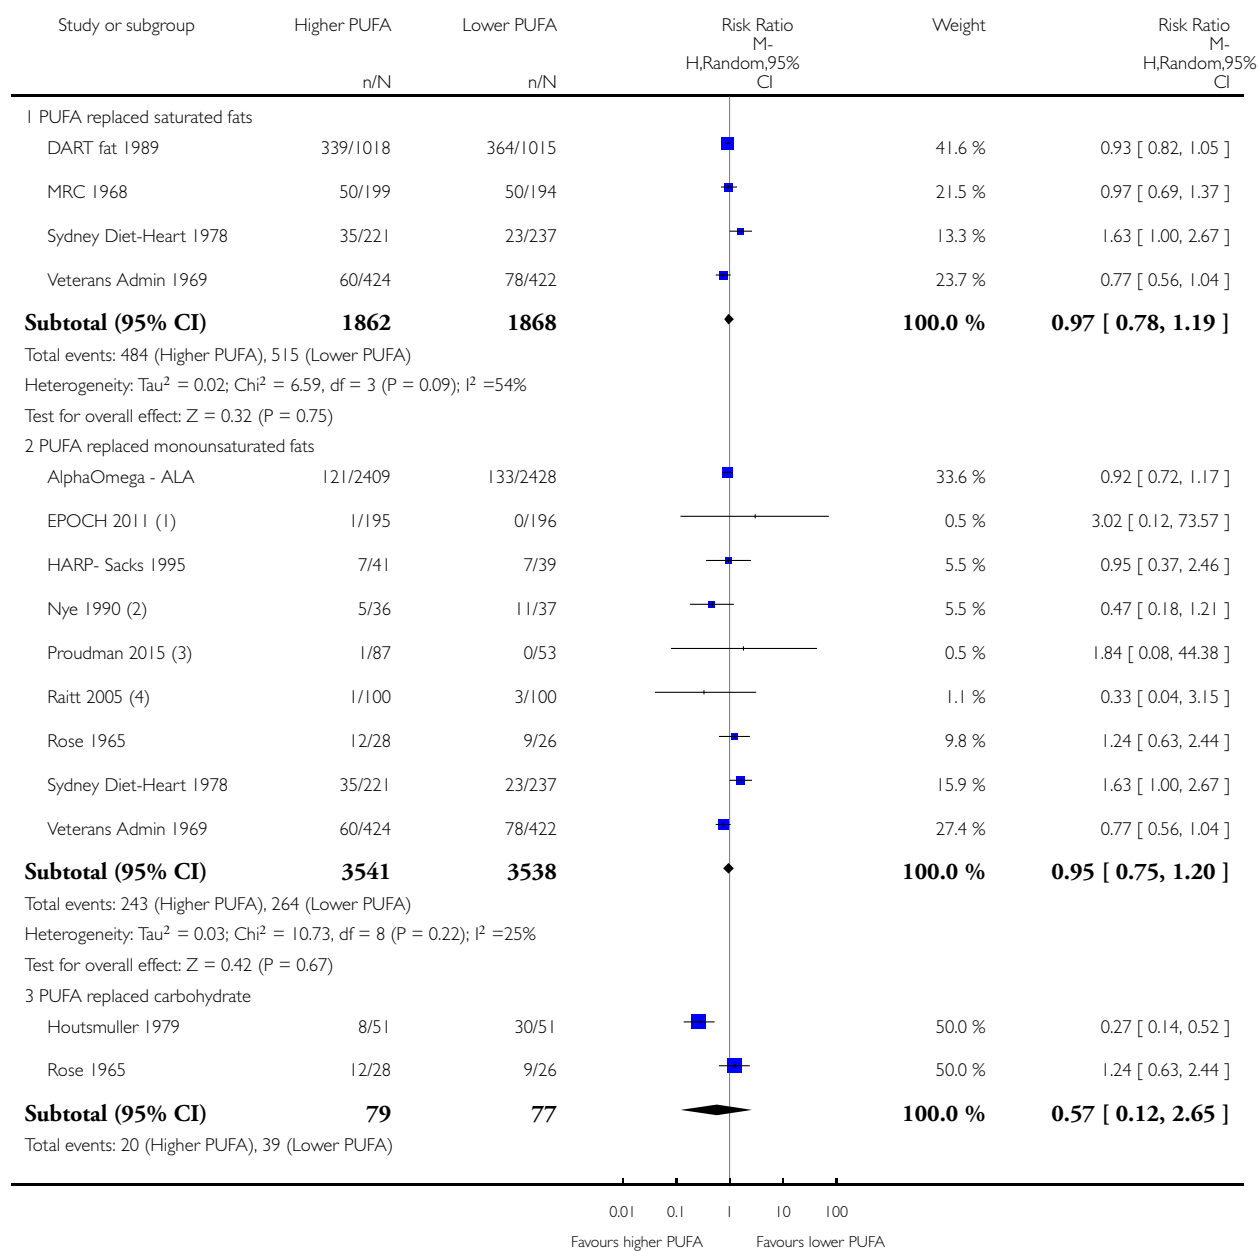 Study or subgroup Higher PUFA Lower PUFA Risk Ratio Weight Risk Ratio
M- M-
H,Random,95% H,Random,95%
n/N n/N CI CI
1 PUFA replaced saturated fats
DART fat 1989 339/1018 364/1015 41.6 % 0.93 [ 0.82, 1.05 ]
MRC 1968 50/199 50/194 21.5 % 0.97 [ 0.69, 1.37 ]
Sydney Diet-Heart 1978 35/221 23/237 13.3 % 1.63 [ 1.00, 2.67 ]
Veterans Admin 1969 60/424 78/422 23.7 % 0.77 [ 0.56, 1.04 ]
Subtotal (95% CI) 1862 1868 100.0 % 0.97 [ 0.78, 1.19 ]
Total events: 484 (Higher PUFA), 515 (Lower PUFA)
Heterogeneity: Tau² = 0.02; Chi² = 6.59, df = 3 (P = 0.09); I² =54%
Test for overall effect: Z = 0.32 (P = 0.75)
2 PUFA replaced monounsaturated fats
AlphaOmega - ALA 121/2409 133/2428 33.6 % 0.92 [ 0.72, 1.17 ]
EPOCH 2011 (1) 1/195 0/196 0.5 % 3.02 [ 0.12, 73.57 ]
HARP- Sacks 1995 7/41 7/39 5.5 % 0.95 [ 0.37, 2.46 ]
Nye 1990 (2) 5/36 11/37 5.5 % 0.47 [ 0.18, 1.21 ]
Proudman 2015 (3) 1/87 0/53 0.5 % 1.84 [ 0.08, 44.38 ]
Raitt 2005 (4) 1/100 3/100 1.1 % 0.33 [ 0.04, 3.15 ]
Rose 1965 12/28 9/26 9.8 % 1.24 [ 0.63, 2.44 ]
Sydney Diet-Heart 1978 35/221 23/237 15.9 % 1.63 [ 1.00, 2.67 ]
Veterans Admin 1969 60/424 78/422 27.4 % 0.77 [ 0.56, 1.04 ]
Subtotal (95% CI) 3541 3538 100.0 % 0.95 [ 0.75, 1.20 ]
Total events: 243 (Higher PUFA), 264 (Lower PUFA)
Heterogeneity: Tau² = 0.03; Chi² = 10.73, df = 8 (P = 0.22); I² =25%
Test for overall effect: Z = 0.42 (P = 0.67)
3 PUFA replaced carbohydrate
Houtsmuller 1979 8/51 30/51 50.0 % 0.27 [ 0.14, 0.52 ]
Rose 1965 12/28 9/26 50.0 % 1.24 [ 0.63, 2.44 ]
Subtotal (95% CI) 79 77 100.0 % 0.57 [ 0.12, 2.65 ]
Total events: 20 (Higher PUFA), 39 (Lower PUFA)
0.01 0.1 1 10 100
Favours higher PUFA Favours lower PUFA